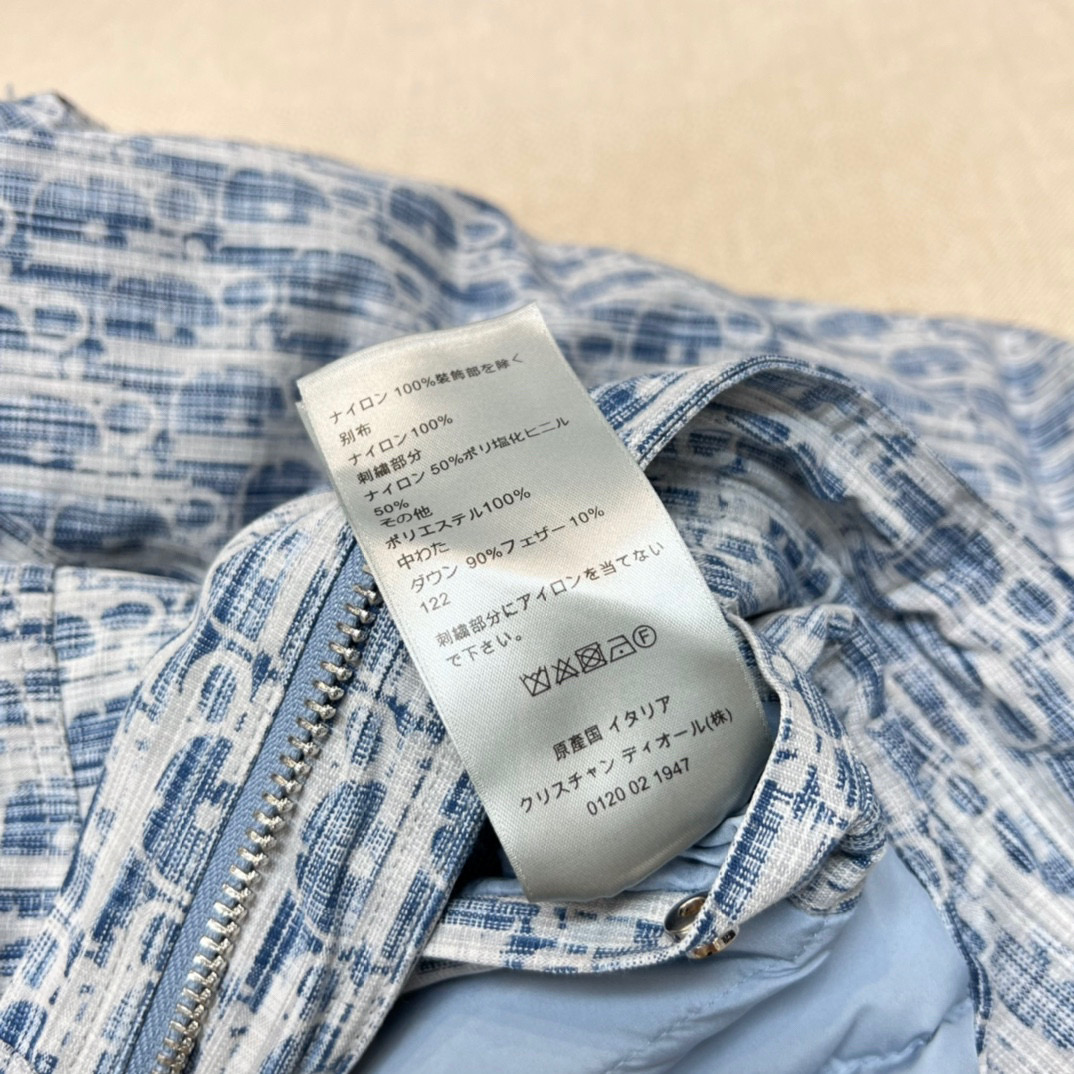 ナイロン 100%装飾部を除く
別布
ナイロン100%
刺繍部分
ナイロン 50%ポリ塩化ヒニル
50%
その他
ポリエステル100%
中わた
ダウン 90%フェザー 10%
122
刺繍部分にアイロンを当てない
で下さい。
F
原産国 イタリア
クリスチャン ディオール(株)
0120 02 1947